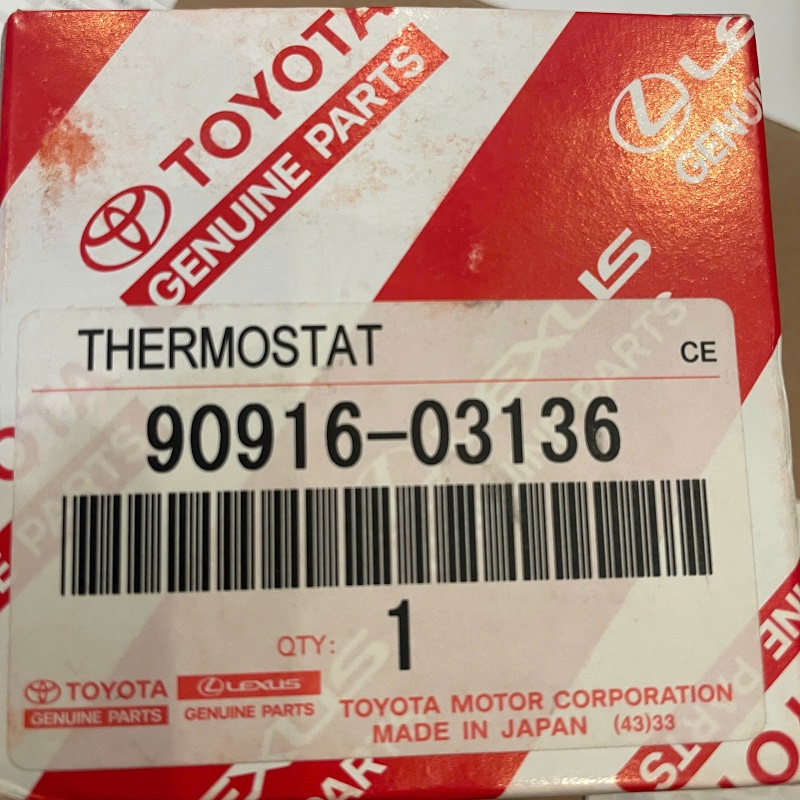 TOYOTA
GENUINE PARTS
LEXUS
PARTS
THERMOSTAT
CE
90916-03136
QTY: 1
TOYOTA
GENUINE PARTS
LEXUS
GENUINE PARTS
TOYOTA MOTOR CORPORATION
MADE IN JAPAN (43)33